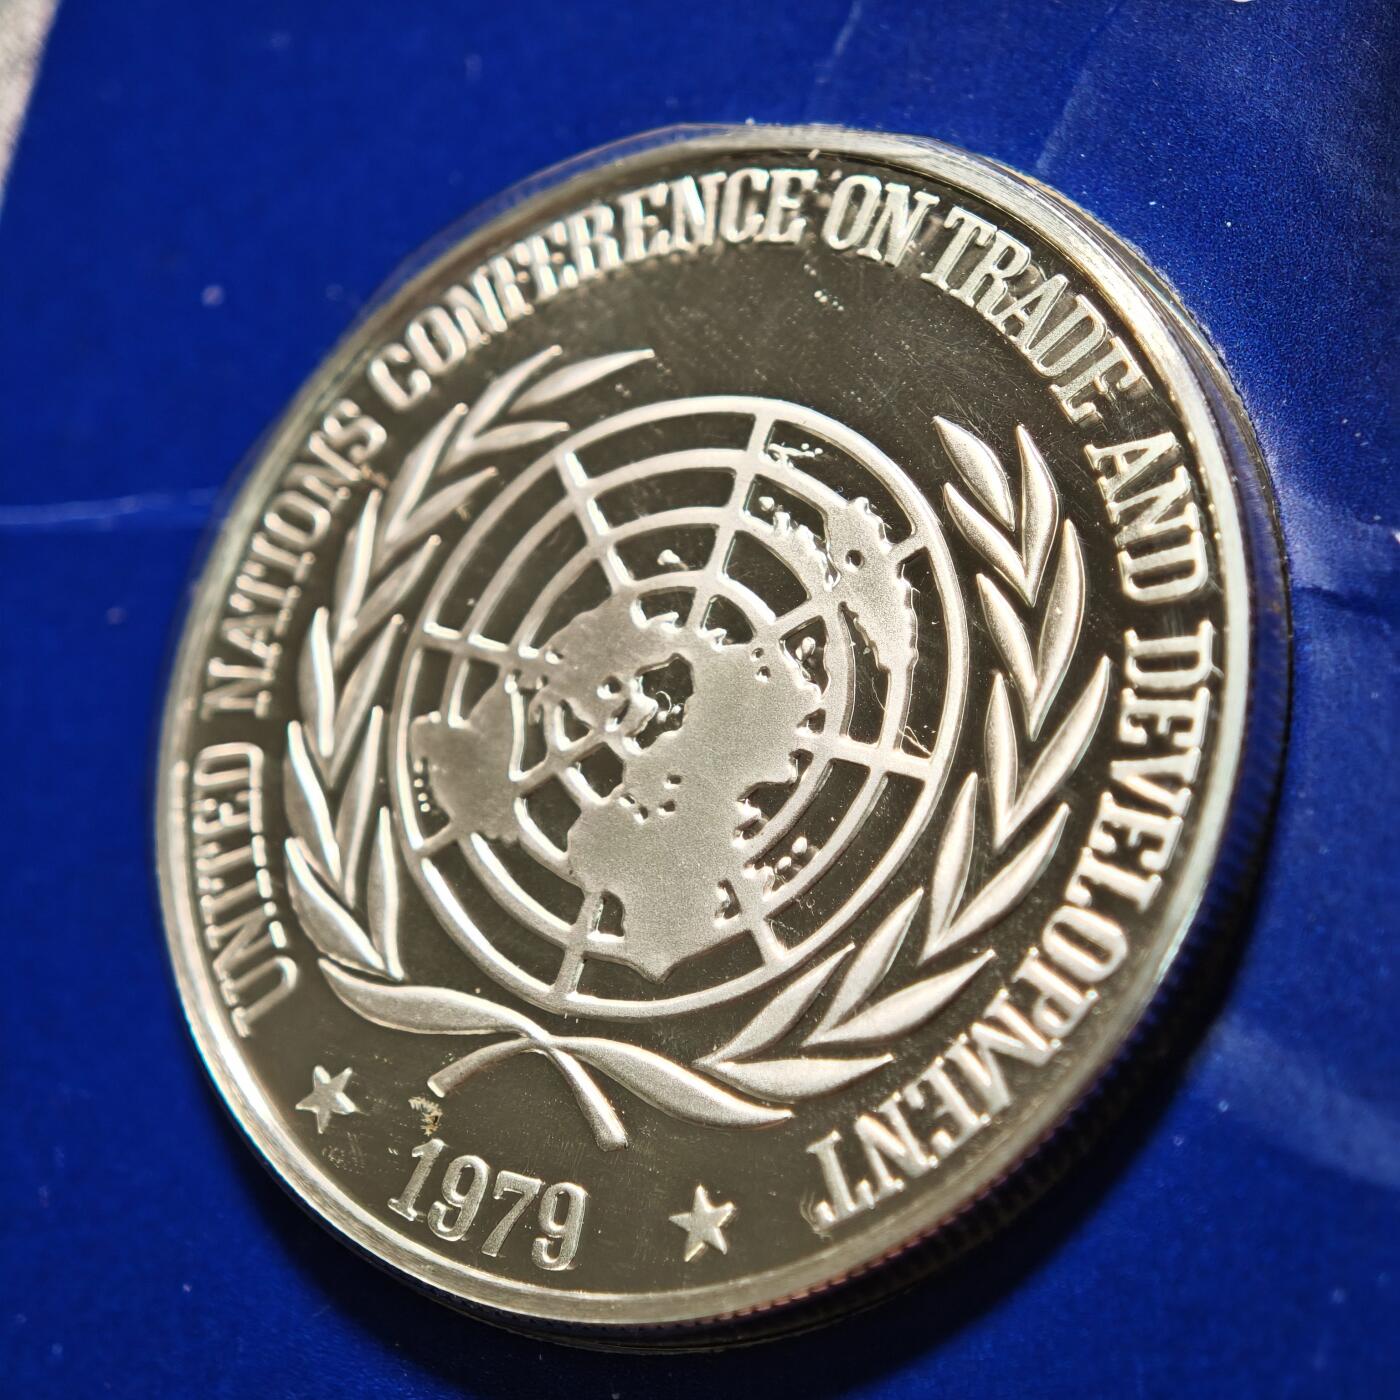 UNITED NATIONS CONFERENCE ON TRADE AND DEVELOPMENT
1979